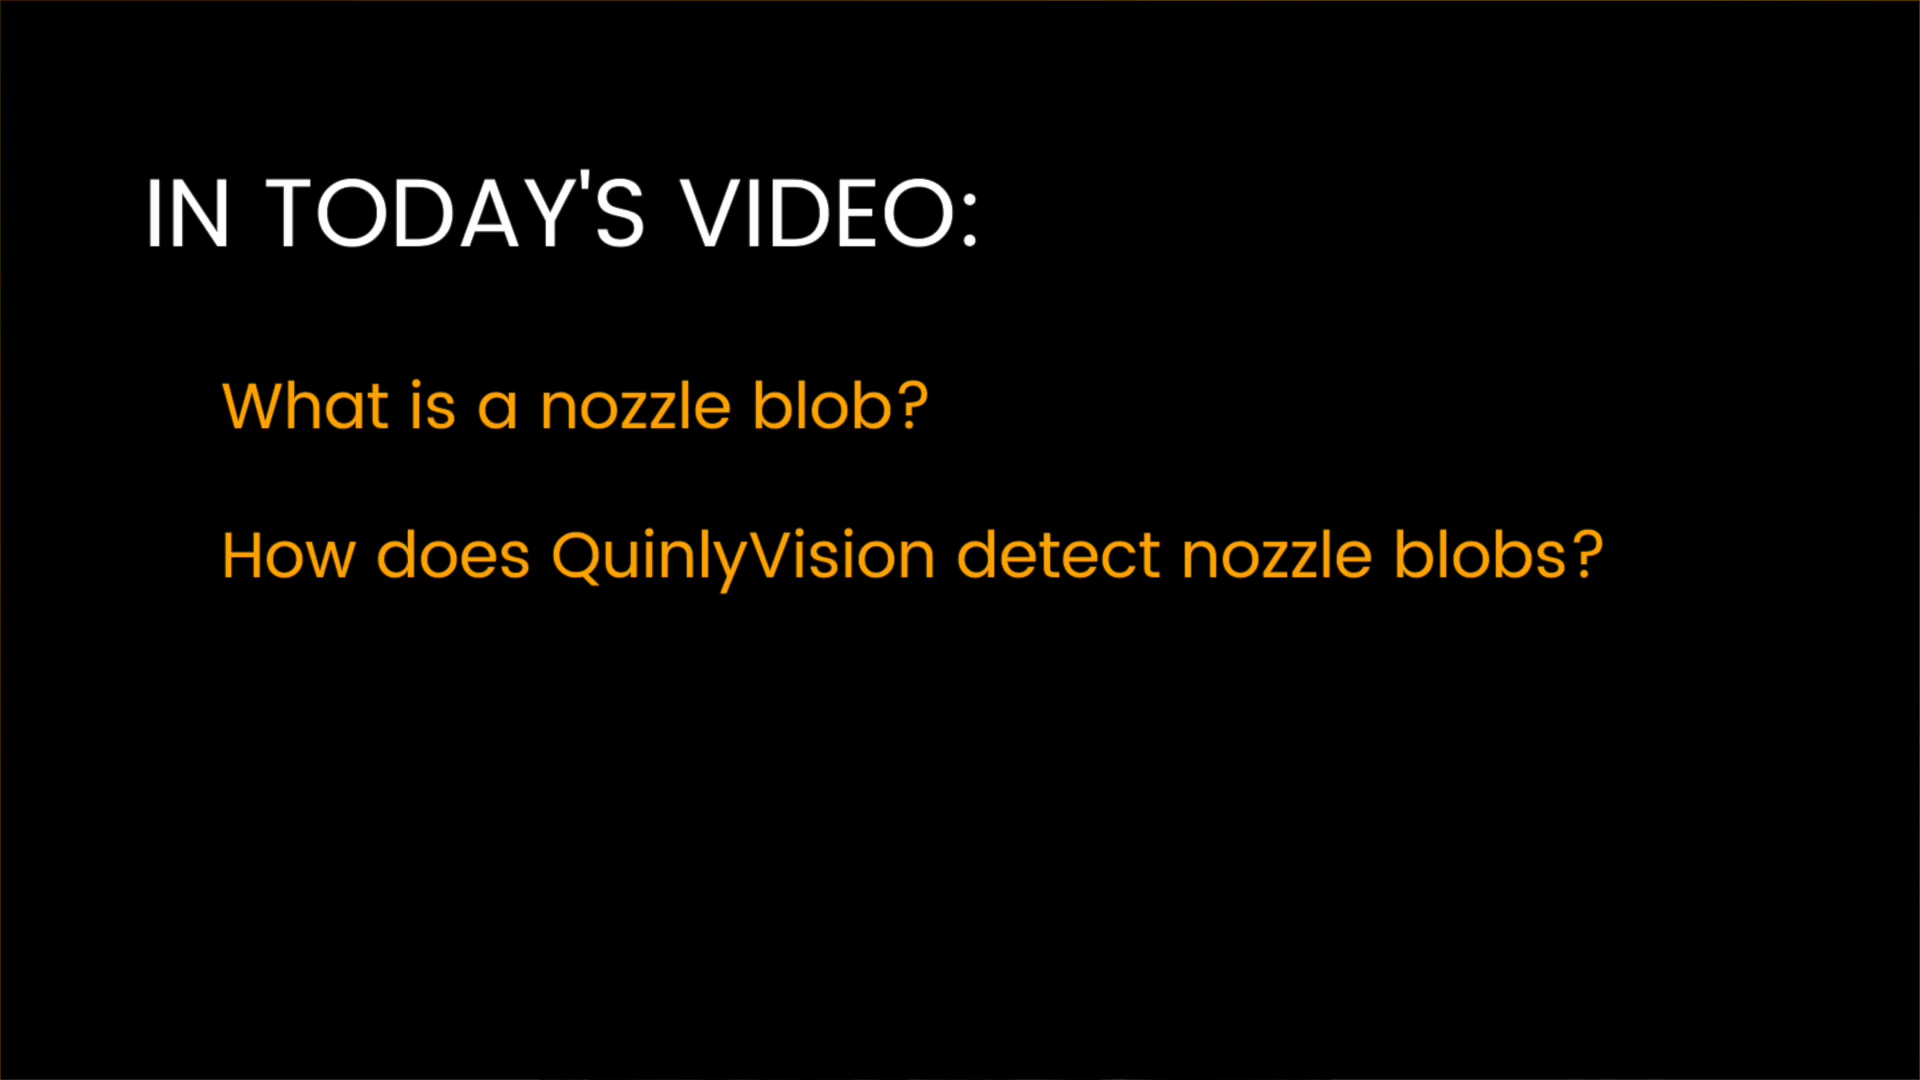 IN TODAY'S VIDEO:
What is a nozzle blob?
How does QuinlyVision detect nozzle blobs?